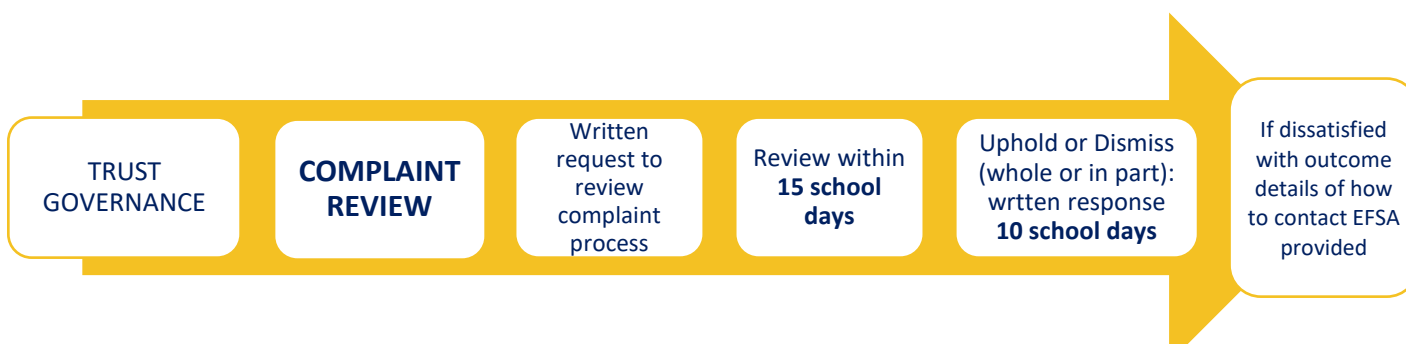 TRUST
GOVERNANCE
COMPLAINT
REVIEW
Written
request to
review
complaint
process
Review within
15 school
days
Uphold or Dismiss
(whole or in part):
wrtten response
10 school days
If dissatisfied
with outcome
details of how
to contact EFSA
provided